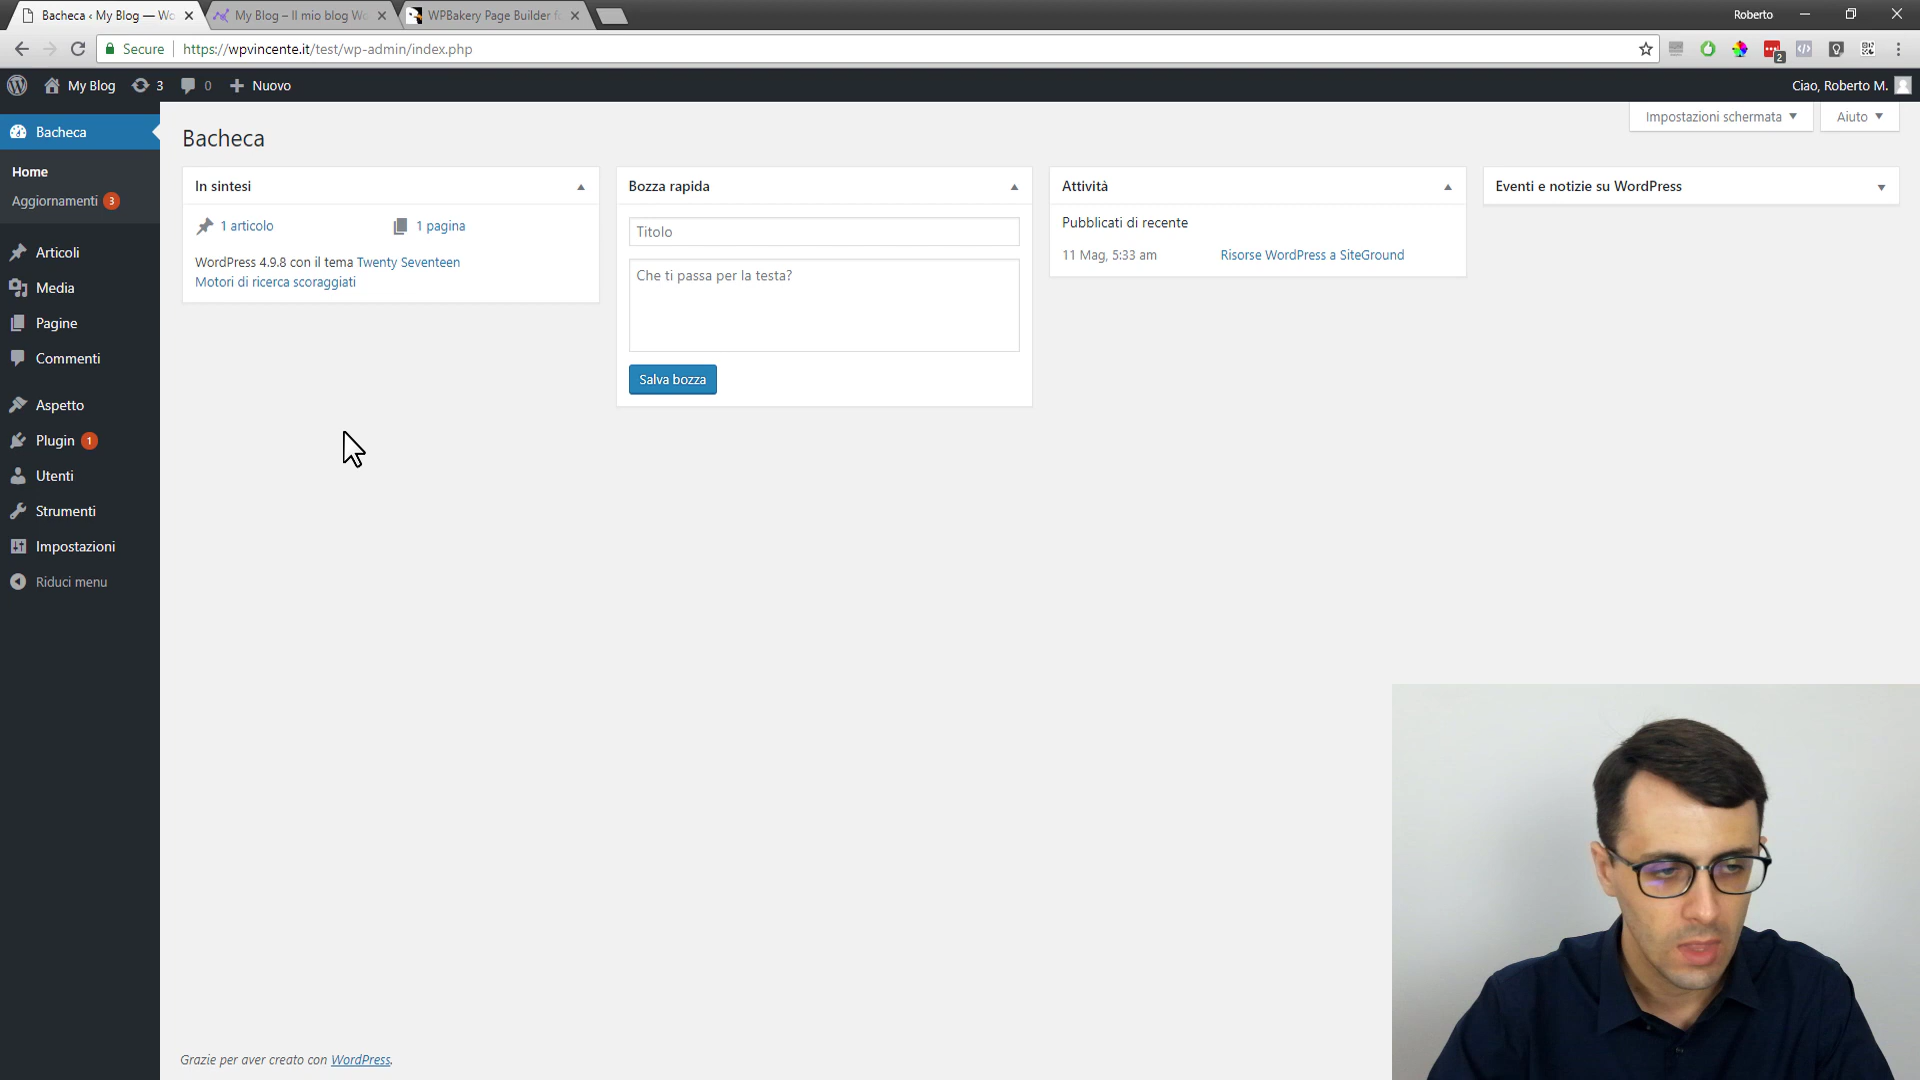 Bacheca ‹ My Blog — Wo
My Blog – Il mio blog Wo
WPBakery Page Builder f
Roberto
Secure
https://wpvincente.it/test/wp-admin/index.php
2
My Blog
3
0
Nuovo
Ciao, Roberto M.
Bacheca
Home
Aggiornamenti 3
Articoli
Media
Pagine
Commenti
Aspetto
Plugin 1
Utenti
Strumenti
Impostazioni
Riduci menu
Impostazioni schermata
Aiuto
Bacheca
In sintesi
1 articolo
1 pagina
WordPress 4.9.8 con il tema Twenty Seventeen
Motori di ricerca scoraggiati
Bozza rapida
Titolo
Che ti passa per la testa?
Salva bozza
Attività
Pubblicati di recente
11 Mag, 5:33 am
Risorse WordPress a SiteGround
Eventi e notizie su WordPress
Grazie per aver creato con WordPress.